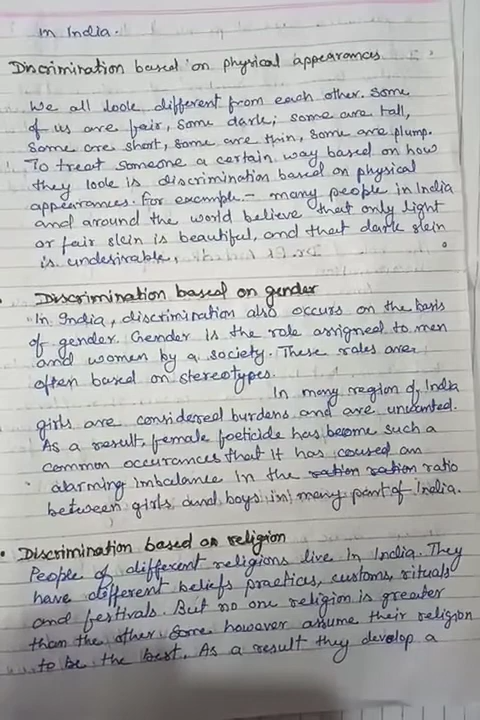 in India.
Discrimination based on physical appearances
We all look different from each other. Some
of us are fair, some dark; some are tall,
some are short, some are thin, some are plump.
To treat someone a certain way based on how
they look is discrimination based on physical
appearances. For example - many people in India
and around the world believe that only light
or fair skin is beautiful, and that dark skin
is undesirable.
• Discrimination based on gender
In India, discrimination also occurs on the basis
of gender. Gender is the role assigned to men
and women by a society. These roles are
often based on stereotypes.
In many region of India
girls are considered burdens and are unwanted.
As a result, female foeticide has become such a
common occurances that it has caused an
alarming imbalance in the ration ration ratio
between girls and boys in many part of India.
• Discrimination based on religion
People of different religions live in India. They
have different beliefs practices, customs, rituals
and festivals. But no one religion is greater
than the other. Some however assume their religion
to be the best. As a result they develop a